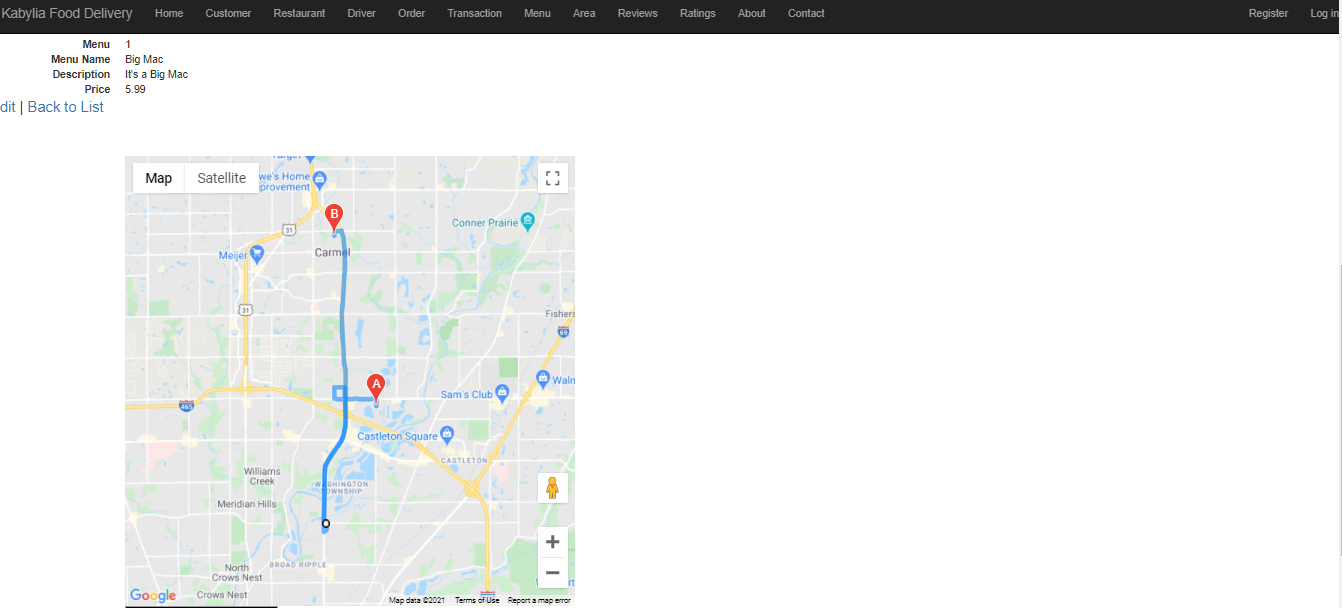 Kabylia Food Delivery Home Customer Restaurant Driver Order Transaction Menu Area Reviews Ratings About Contact Register Log in
Menu 1
Menu Name Big Mac
Description It's a Big Mac
Price 5.99
dit | Back to List
Target
Map Satellite
we's Home
provement
B
Conner Prairie
31
Meijer
Carmel
31
Fishers
69
A
Waln
Sam's Club
465
Castleton Square
CASTLETON
Williams
Creek
WASHINGTON
TOWNSHIP
Meridian Hills
BROAD RIPPLE
North
Crows Nest
Crows Nest
Google
Map data ©2021 Terms of Use Report a map error